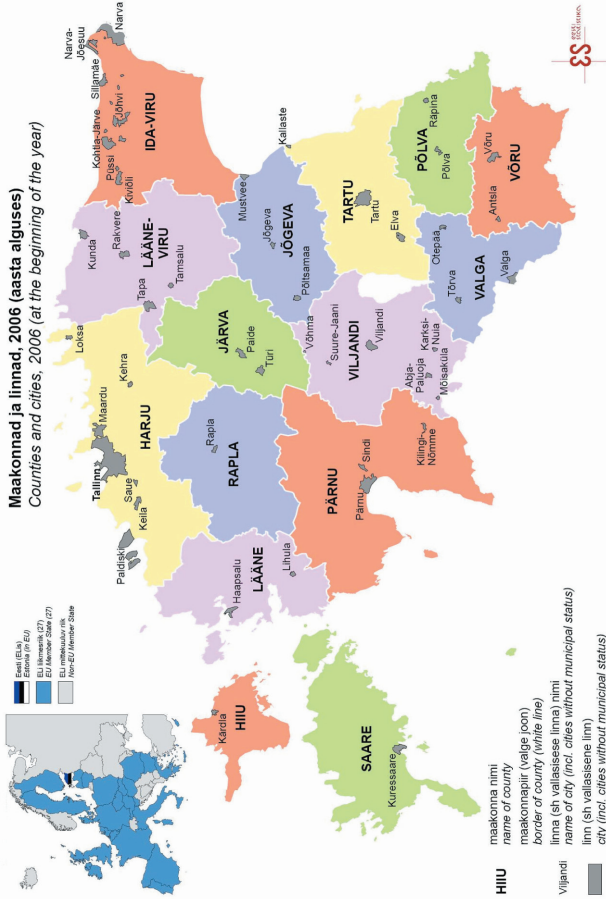 Maakonnad ja linnad, 2006 (aasta alguses)
Counties and cities, 2006 (at the beginning of the year)
eesti statistika
ES
Eesti (ELis)
Estonia (in EU)
ELi liikmesriik (27)
EU Member State (27)
ELi mittekuuluv riik
Non-EU Member State
HARJU
Tallinn
Maardu
Loksa
Kehra
Saue
Keila
Paldiski
LÄÄNE-
VIRU
Kunda
Rakvere
Tapa
Tamsalu
IDA-VIRU
Narva-
Jõesuu
Narva
Sillamäe
Kohtla-Järve
Jõhvi
Püssi
Kiviõli
HIIU
Kärdla
LÄÄNE
Haapsalu
Lihula
RAPLA
Rapla
JÄRVA
Paide
Türi
JÕGEVA
Mustvee
Jõgeva
Põltsamaa
Kallaste
SAARE
Kuressaare
PÄRNU
Pärnu
Sindi
Kilingi-
Nõmme
VILJANDI
Võhma
Suure-Jaani
Viljandi
Abja-
Paluoja
Karksi-
Nuia
Mõisaküla
TARTU
Tartu
Elva
VALGA
Otepää
Tõrva
Valga
PÕLVA
Põlva
Räpina
VÕRU
Võru
Antsla
HIIU
maakonna nimi
name of county
maakonnapiir (valge joon)
border of county (white line)
Viljandi
linna (sh vallasisese linna) nimi
name of city (incl. cities without municipal status)
linn (sh vallasisene linn)
city (incl. cities without municipal status)